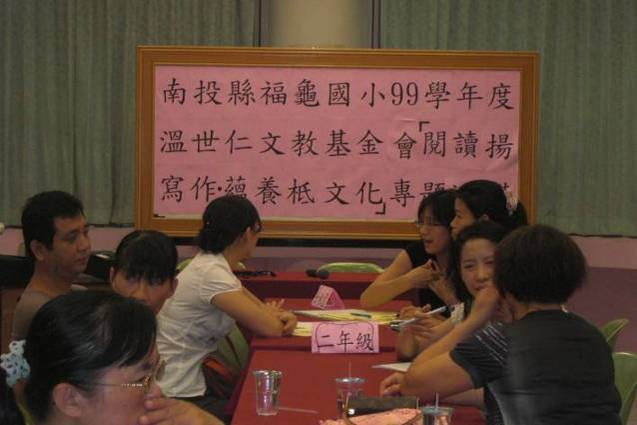 南投縣福龜國小99學年度
溫世仁文教基金會「閱讀揚
寫作·蘊養柢文化」專題
二年級